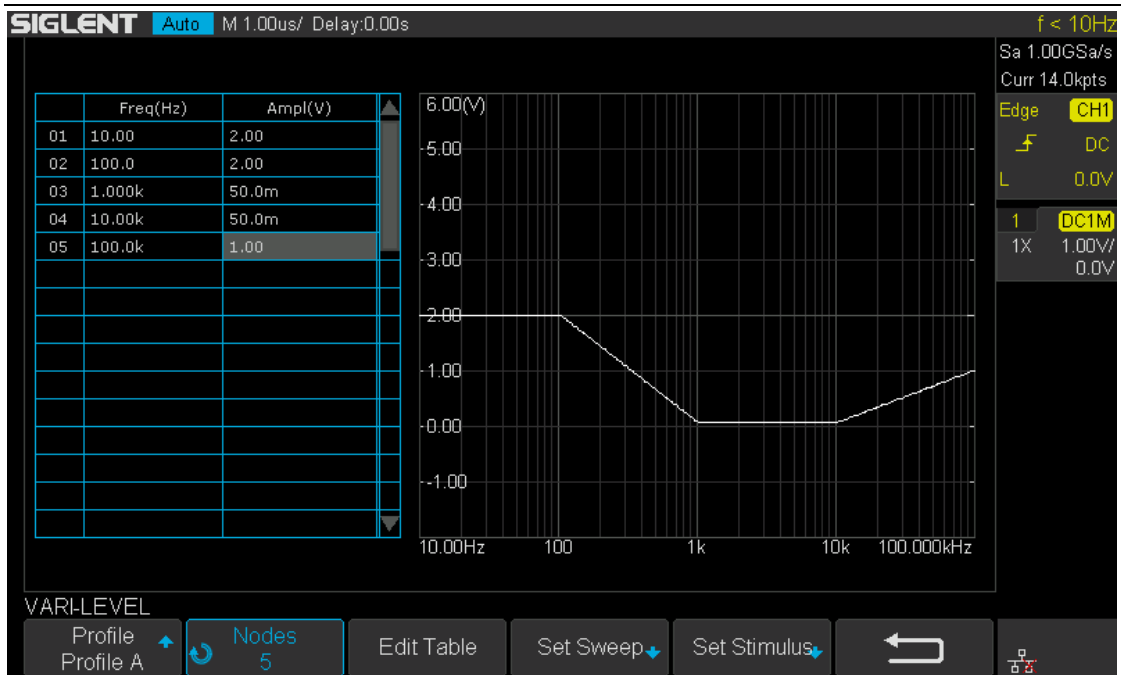 SIGLENT Auto M 1.00us/ Delay:0.00s f < 10Hz
Sa 1.00GSa/s
Curr 14.0kpts
Edge CH1
DC
L 0.0V
1 DC1M
1X 1.00V/
0.0V
Freq(Hz) Ampl(V)
01 10.00 2.00
02 100.0 2.00
03 1.000k 50.0m
04 10.00k 50.0m
05 100.0k 1.00
6.00(V)
5.00
4.00
3.00
2.00
1.00
0.00
-1.00
10.00Hz 100 1k 10k 100.000kHz
VARI-LEVEL
Profile
Profile A
Nodes
5
Edit Table
Set Sweep
Set Stimulus